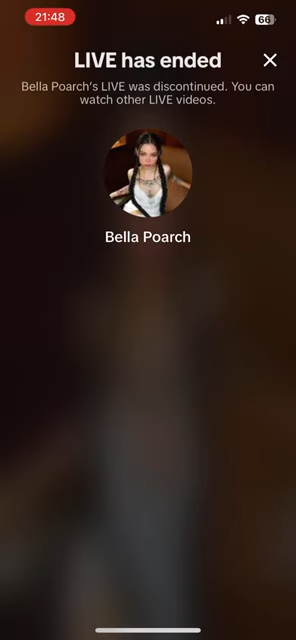 21:48
66
LIVE has ended
Bella Poarch's LIVE was discontinued. You can
watch other LIVE videos.
Bella Poarch